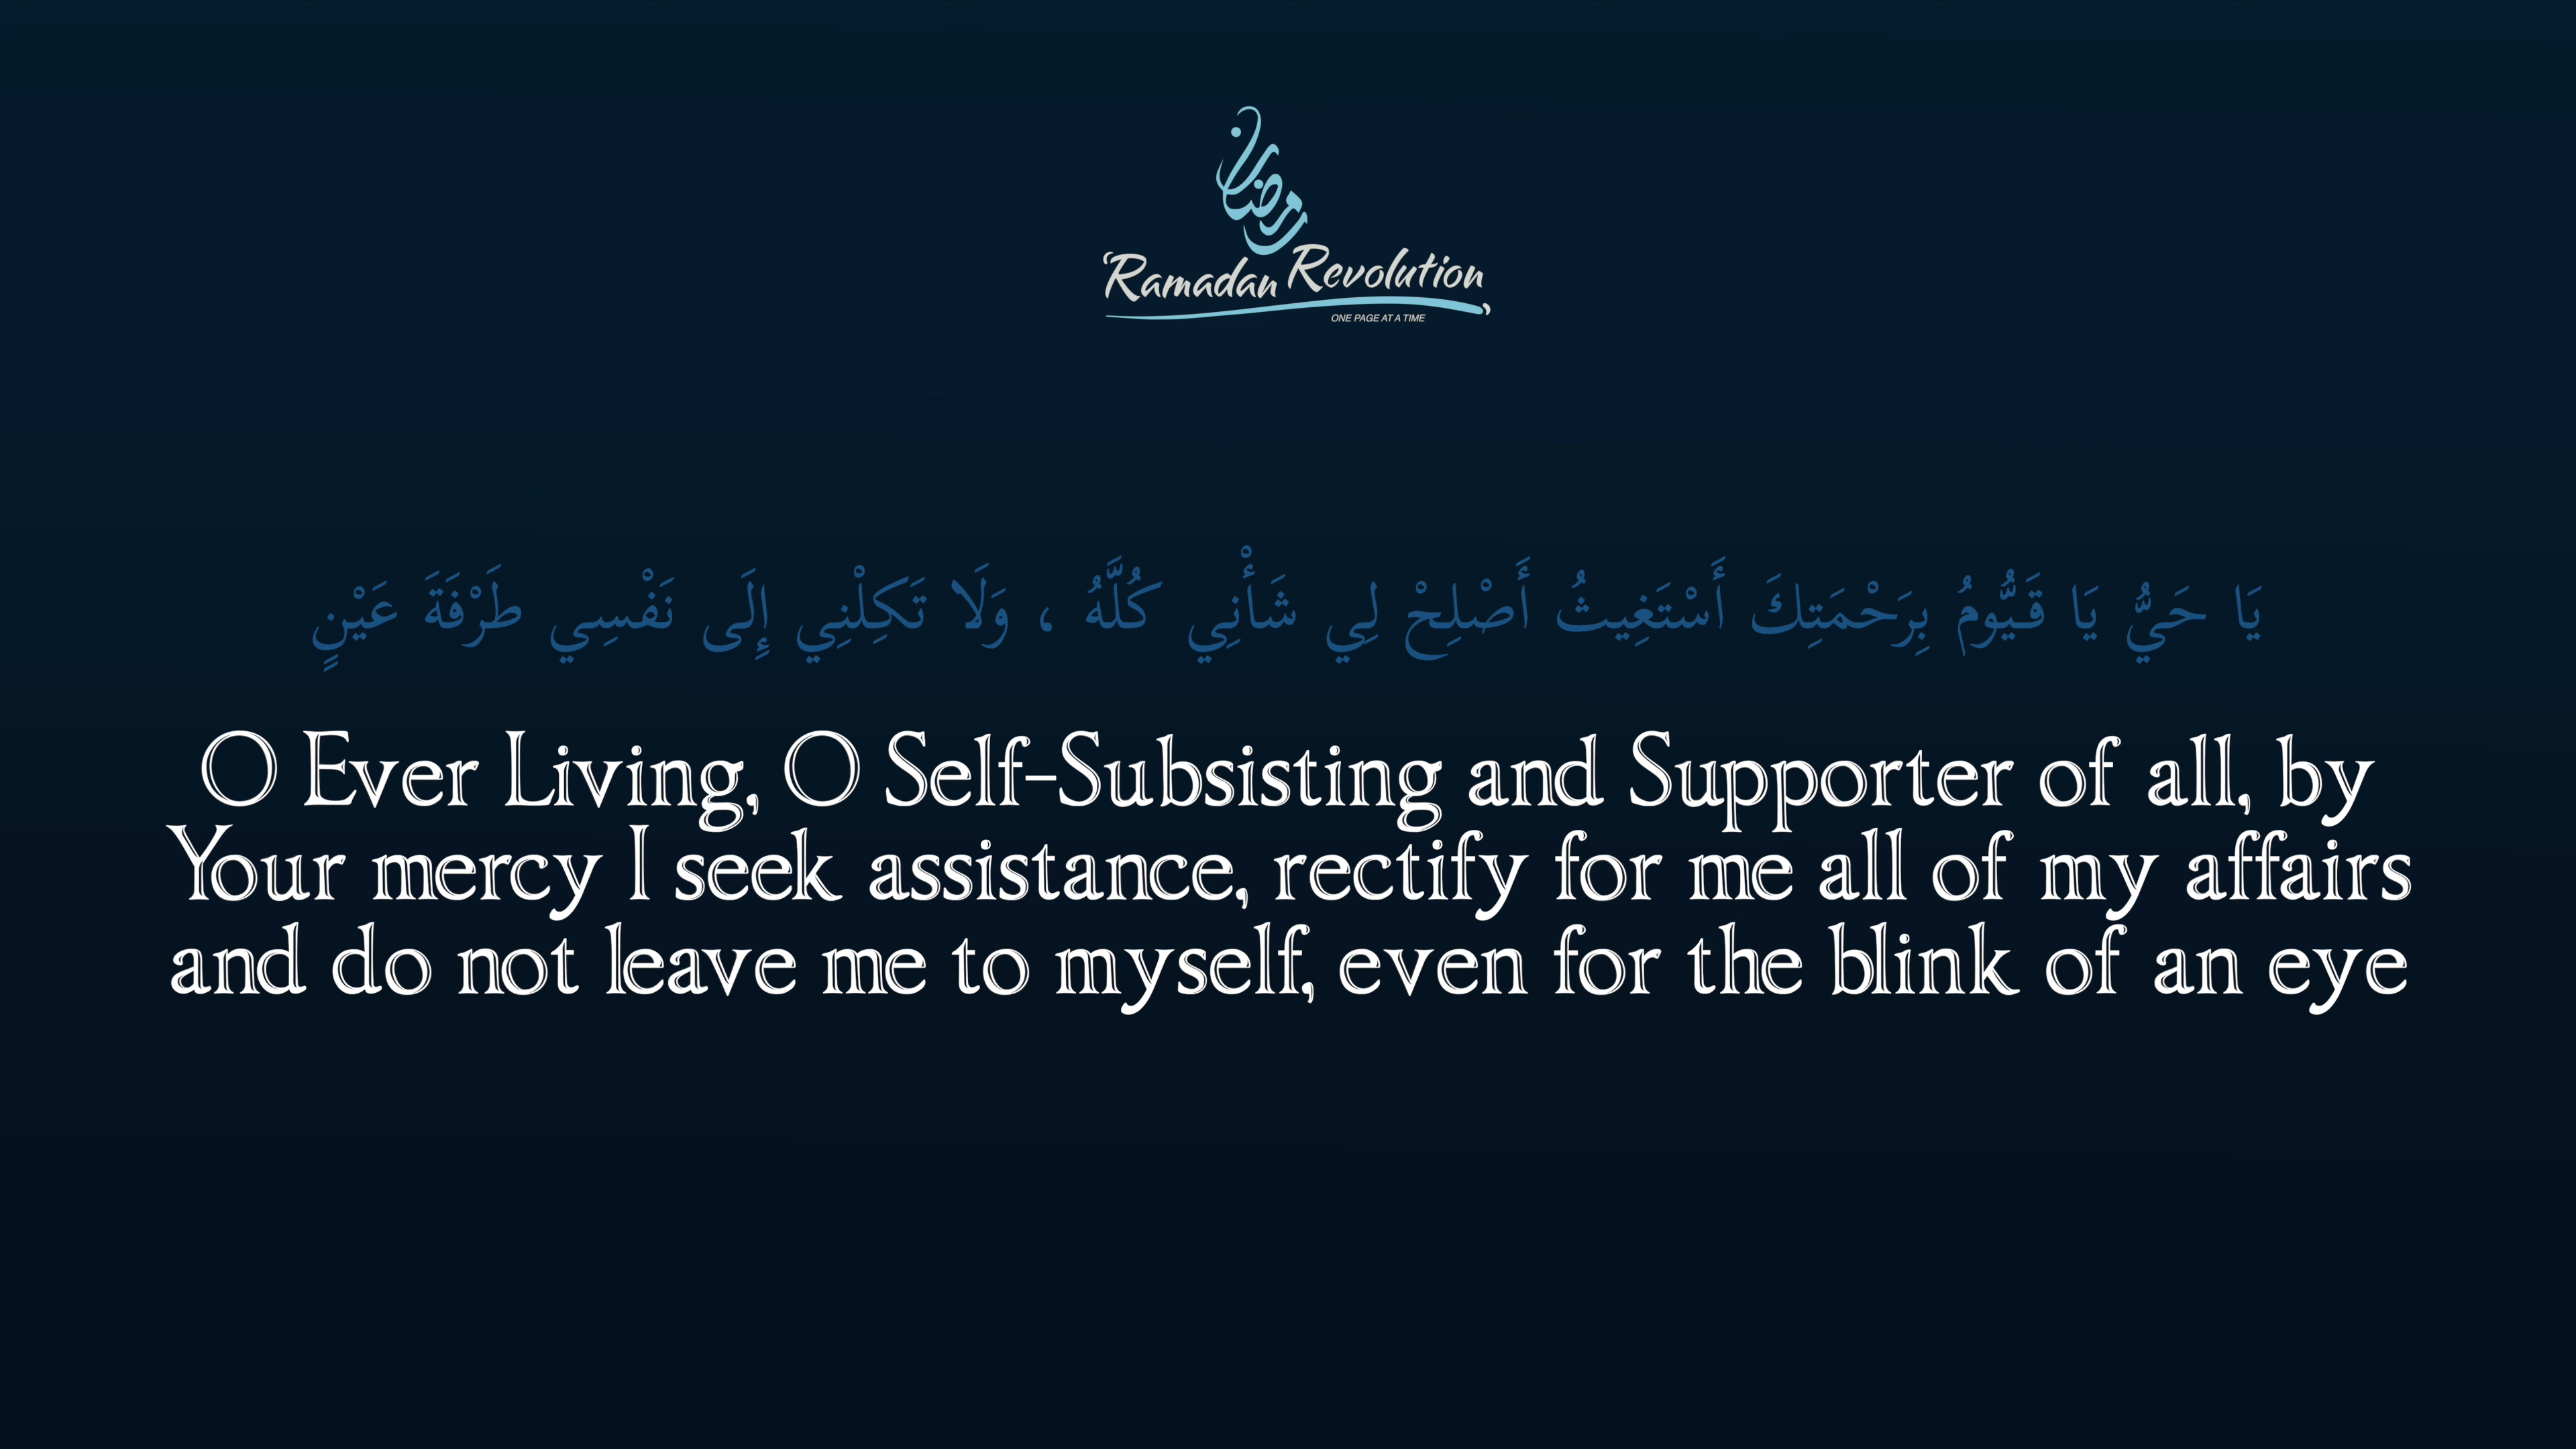 رمضان
Ramadan Revolution
ONE PAGE AT A TIME
يَا حَيُّ يَا قَيُّومُ بِرَحْمَتِكَ أَسْتَغِيثُ أَصْلِحْ لِي شَأْنِي كُلَّهُ ، وَلَا تَكِلْنِي إِلَى نَفْسِي طَرْفَةَ عَيْنٍ
O Ever Living, O Self-Subsisting and Supporter of all, by
Your mercy I seek assistance, rectify for me all of my affairs
and do not leave me to myself, even for the blink of an eye